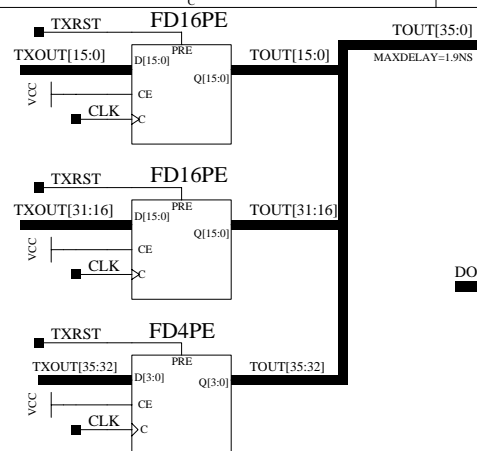 C
TXRST
FD16PE
TOUT[35:0]
TXOUT[15:0]
PRE
TOUT[15:0]
MAXDELAY=1.9NS
D[15:0]
Q[15:0]
VCC
CE
CLK
C
TXRST
FD16PE
TXOUT[31:16]
PRE
TOUT[31:16]
D[15:0]
Q[15:0]
VCC
CE
CLK
C
DO
TXRST
FD4PE
TXOUT[35:32]
PRE
TOUT[35:32]
D[3:0]
Q[3:0]
VCC
CE
CLK
C